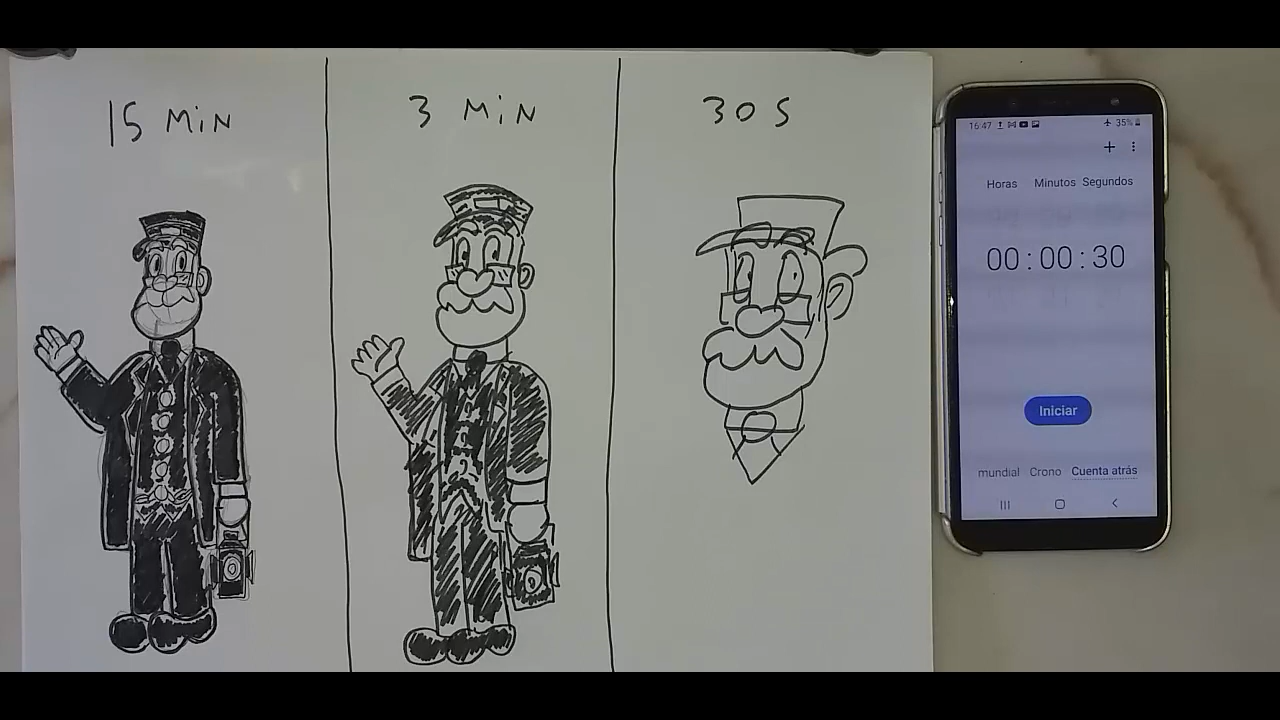 15 MiN
3 MiN
30 S
16:47
35%
Horas Minutos Segundos
00:00:30
Iniciar
mundial Crono Cuenta atrás